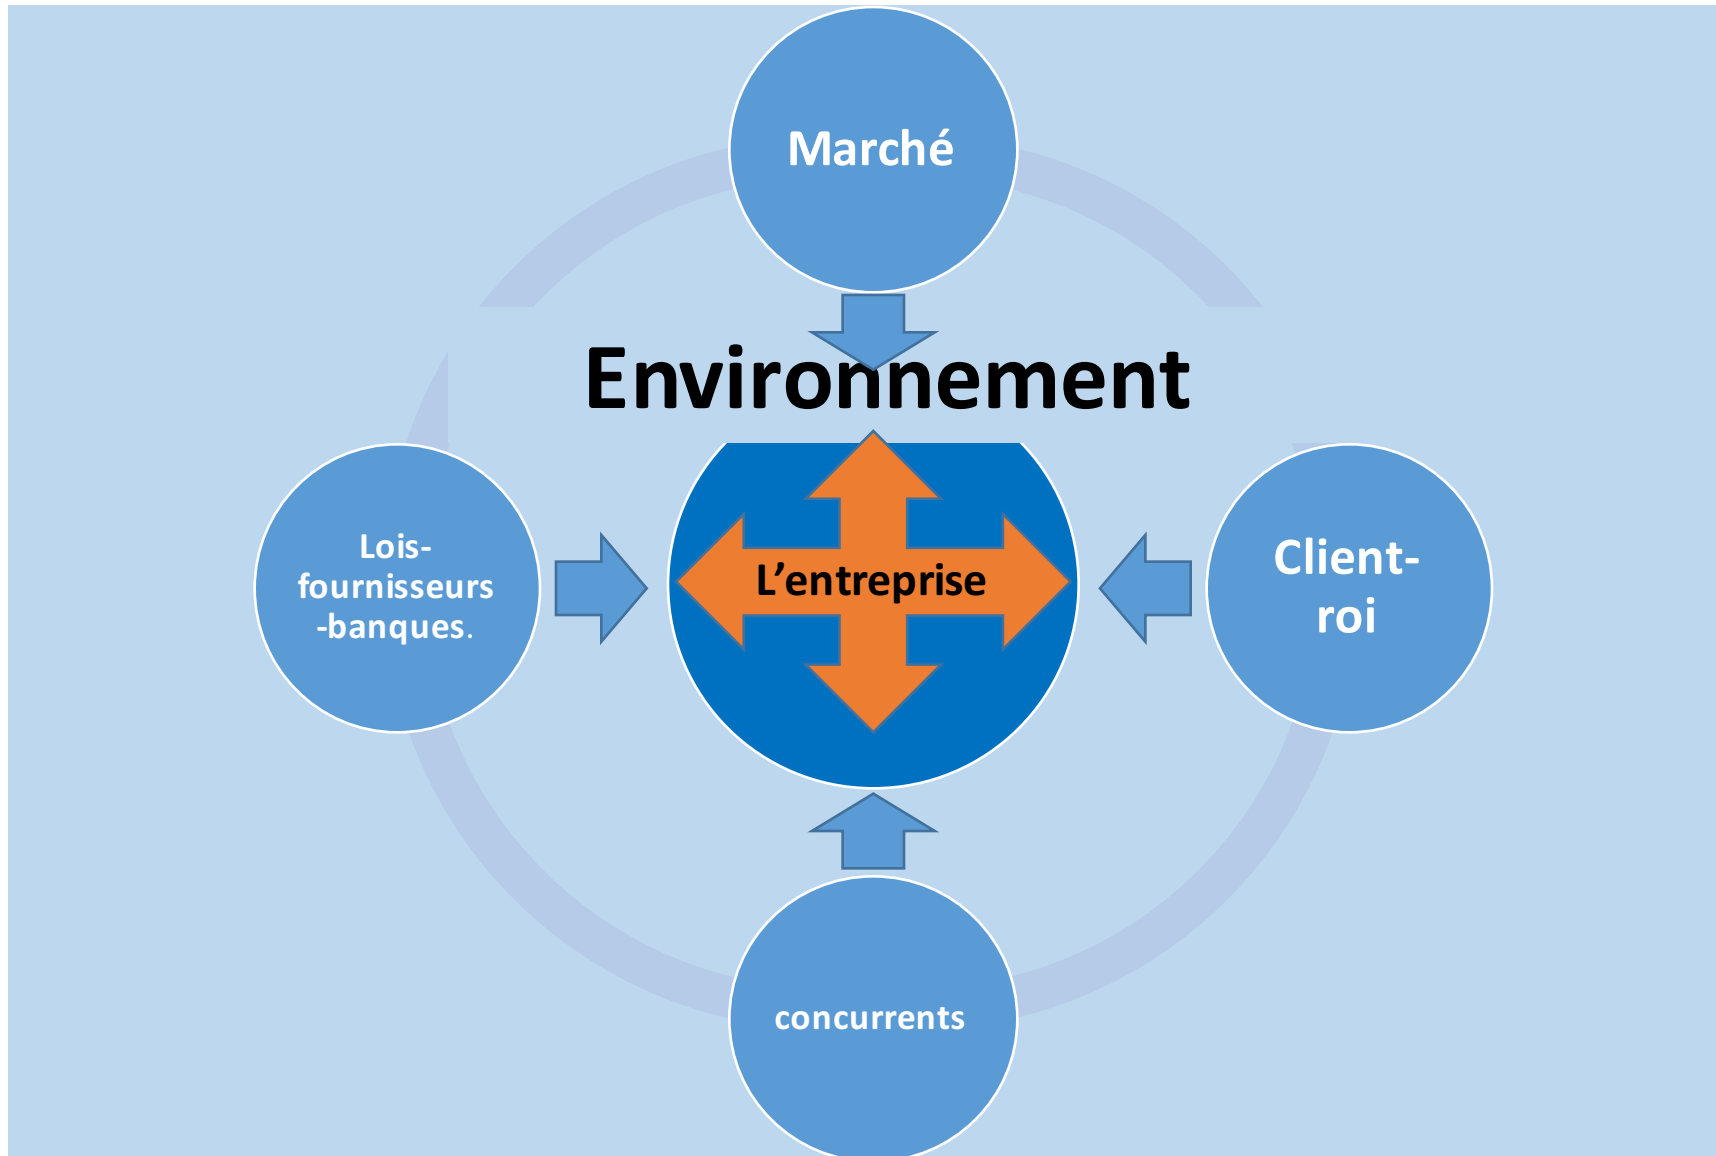 Marché
Environnement
Lois-
fournisseurs
-banques.
L’entreprise
Client-
roi
concurrents